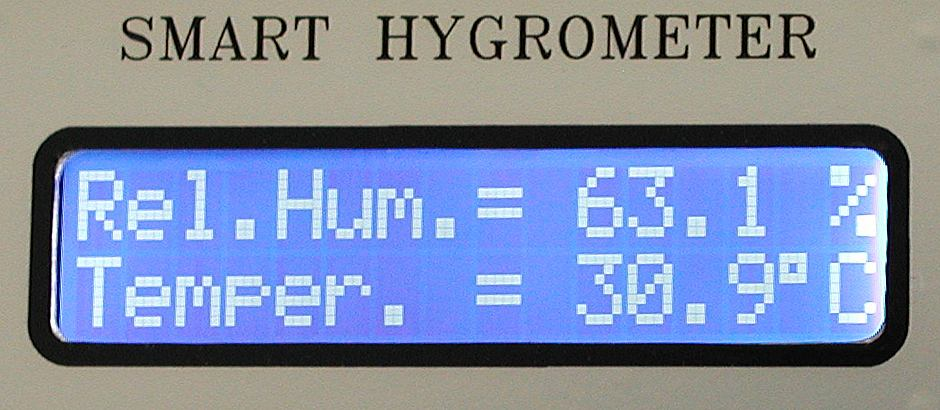 SMART HYGROMETER
Rel.Hum.= 63.1 %
Temper. = 30.9°C